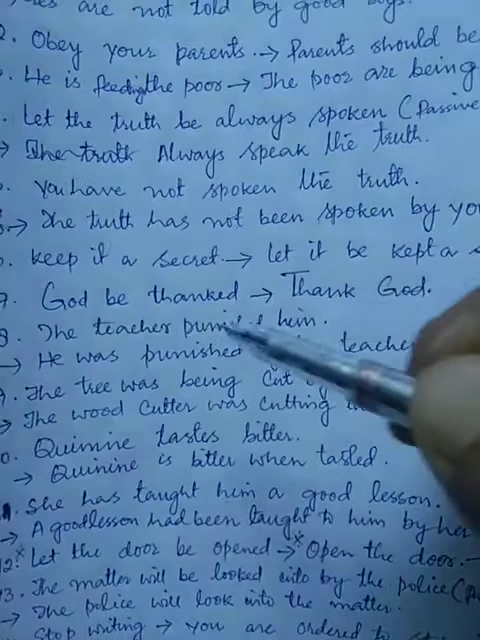 are not told by good boys.
2. Obey your parents. → Parents should be
He is feeding the poor → The poor are being
Let the truth be always spoken (Passive
→ Always speak the truth.
You have not spoken the truth.
→ The truth has not been spoken by yo
keep it a secret. → let it be kept a
7. God be thanked → Thank God.
8. The teacher him.
→ He was punished teache
The tree was being cut
→ The wood cutter was cutting
Quinine tastes bitter.
→ Quinine is bitter when tasted.
She has taught him a good lesson.
→ A good lesson had been taught to him by her
12. Let the door be opened → Open the door.
13. The matter will be looked into by the police (P
→ The police will look into the matter.
Stop writing → you are ordered to